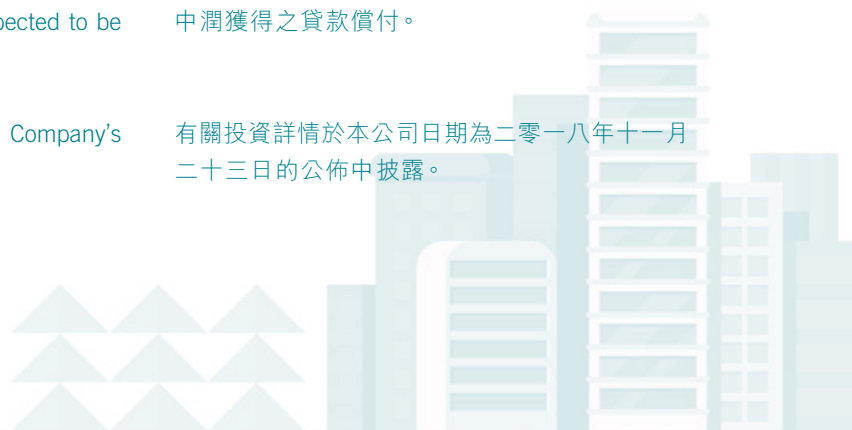 pected to be
中潤獲得之貸款償付。
Company’s
有關投資詳情於本公司日期為二零一八年十一月
二十三日的公佈中披露。